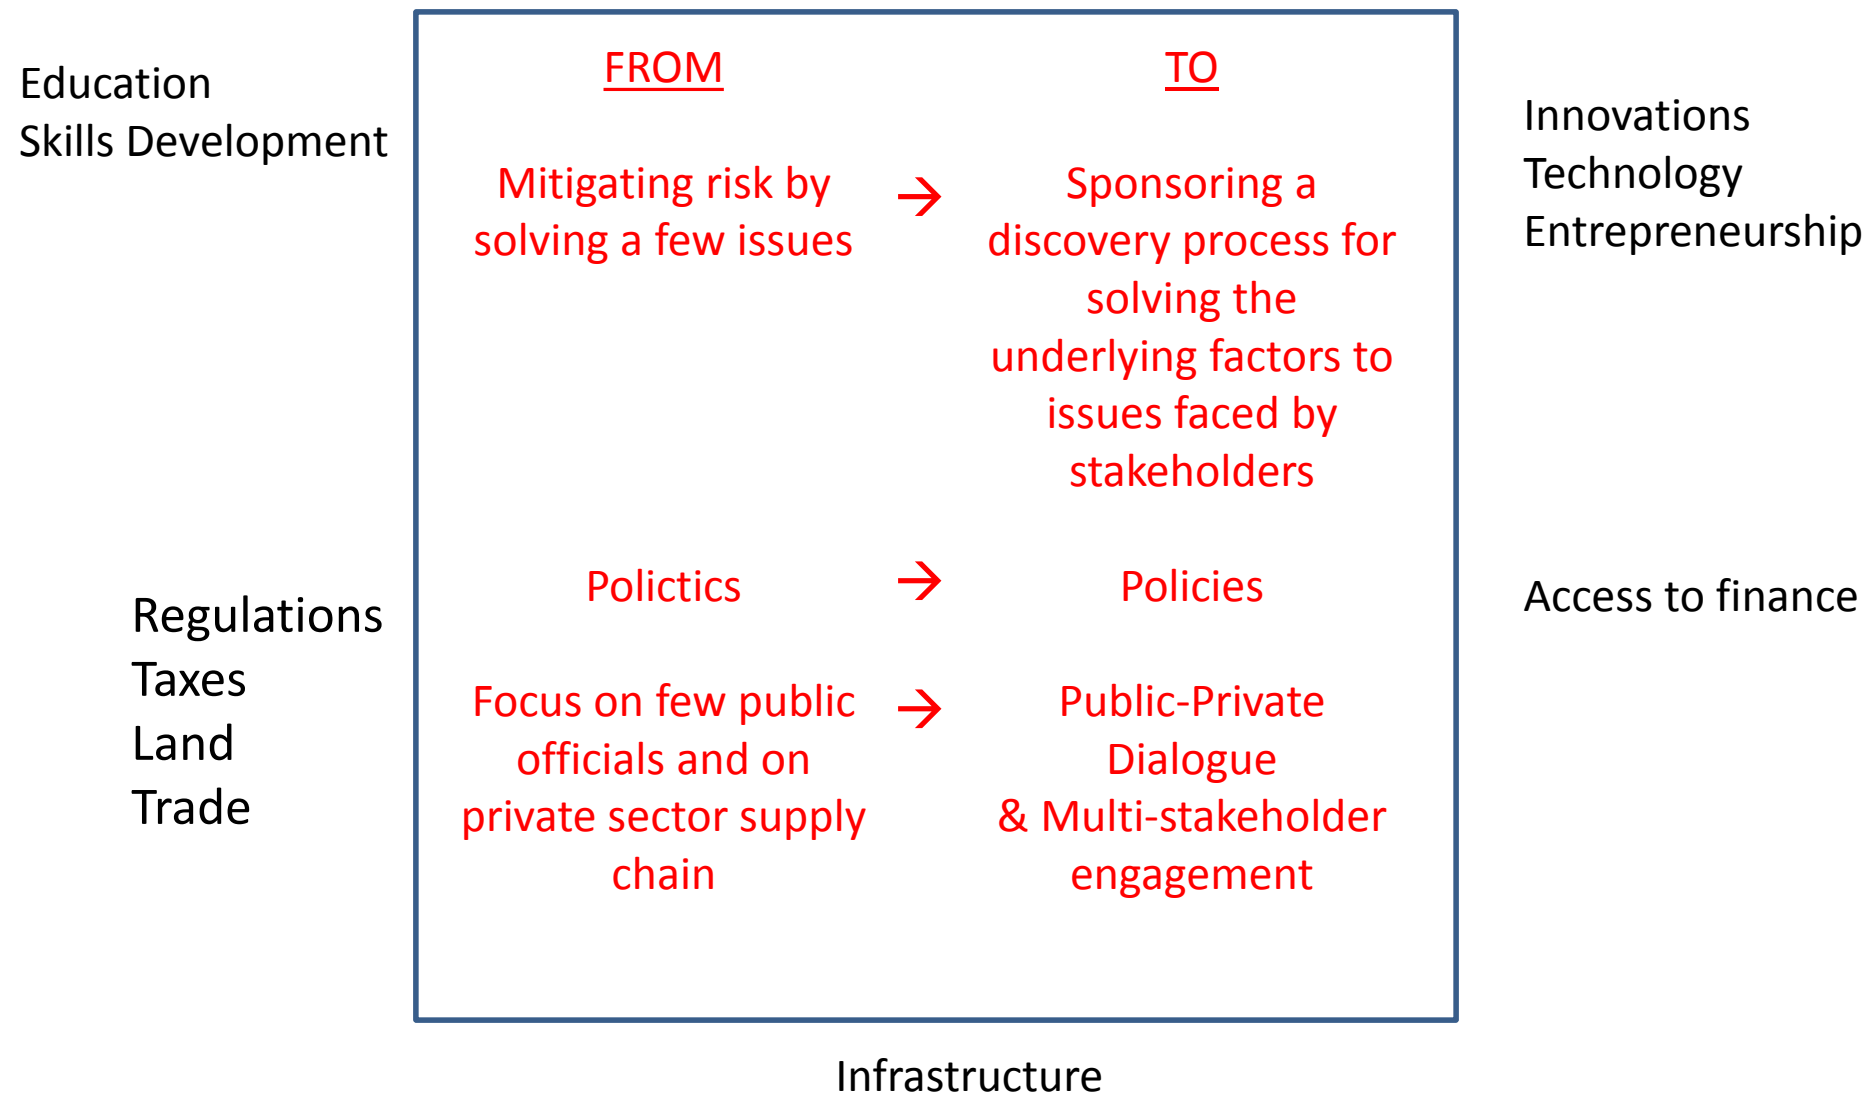 Education
Skills Development
FROM
Mitigating risk by
solving a few issues
→
TO
Sponsoring a
discovery process for
solving the
underlying factors to
issues faced by
stakeholders
Polictics
→
Policies
Focus on few public
officials and on
private sector supply
chain
→
Public-Private
Dialogue
& Multi-stakeholder
engagement
Innovations
Technology
Entrepreneurship
Regulations
Taxes
Land
Trade
Access to finance
Infrastructure